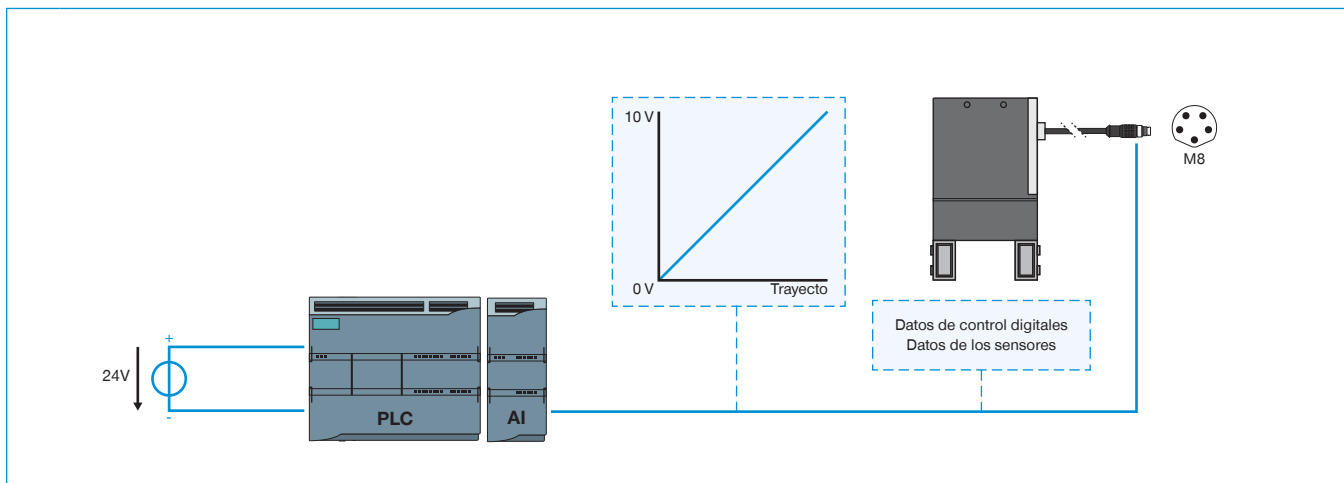 10 V
0 V
Trayecto
M8
Datos de control digitales
Datos de los sensores
+
24V
-
PLC
AI